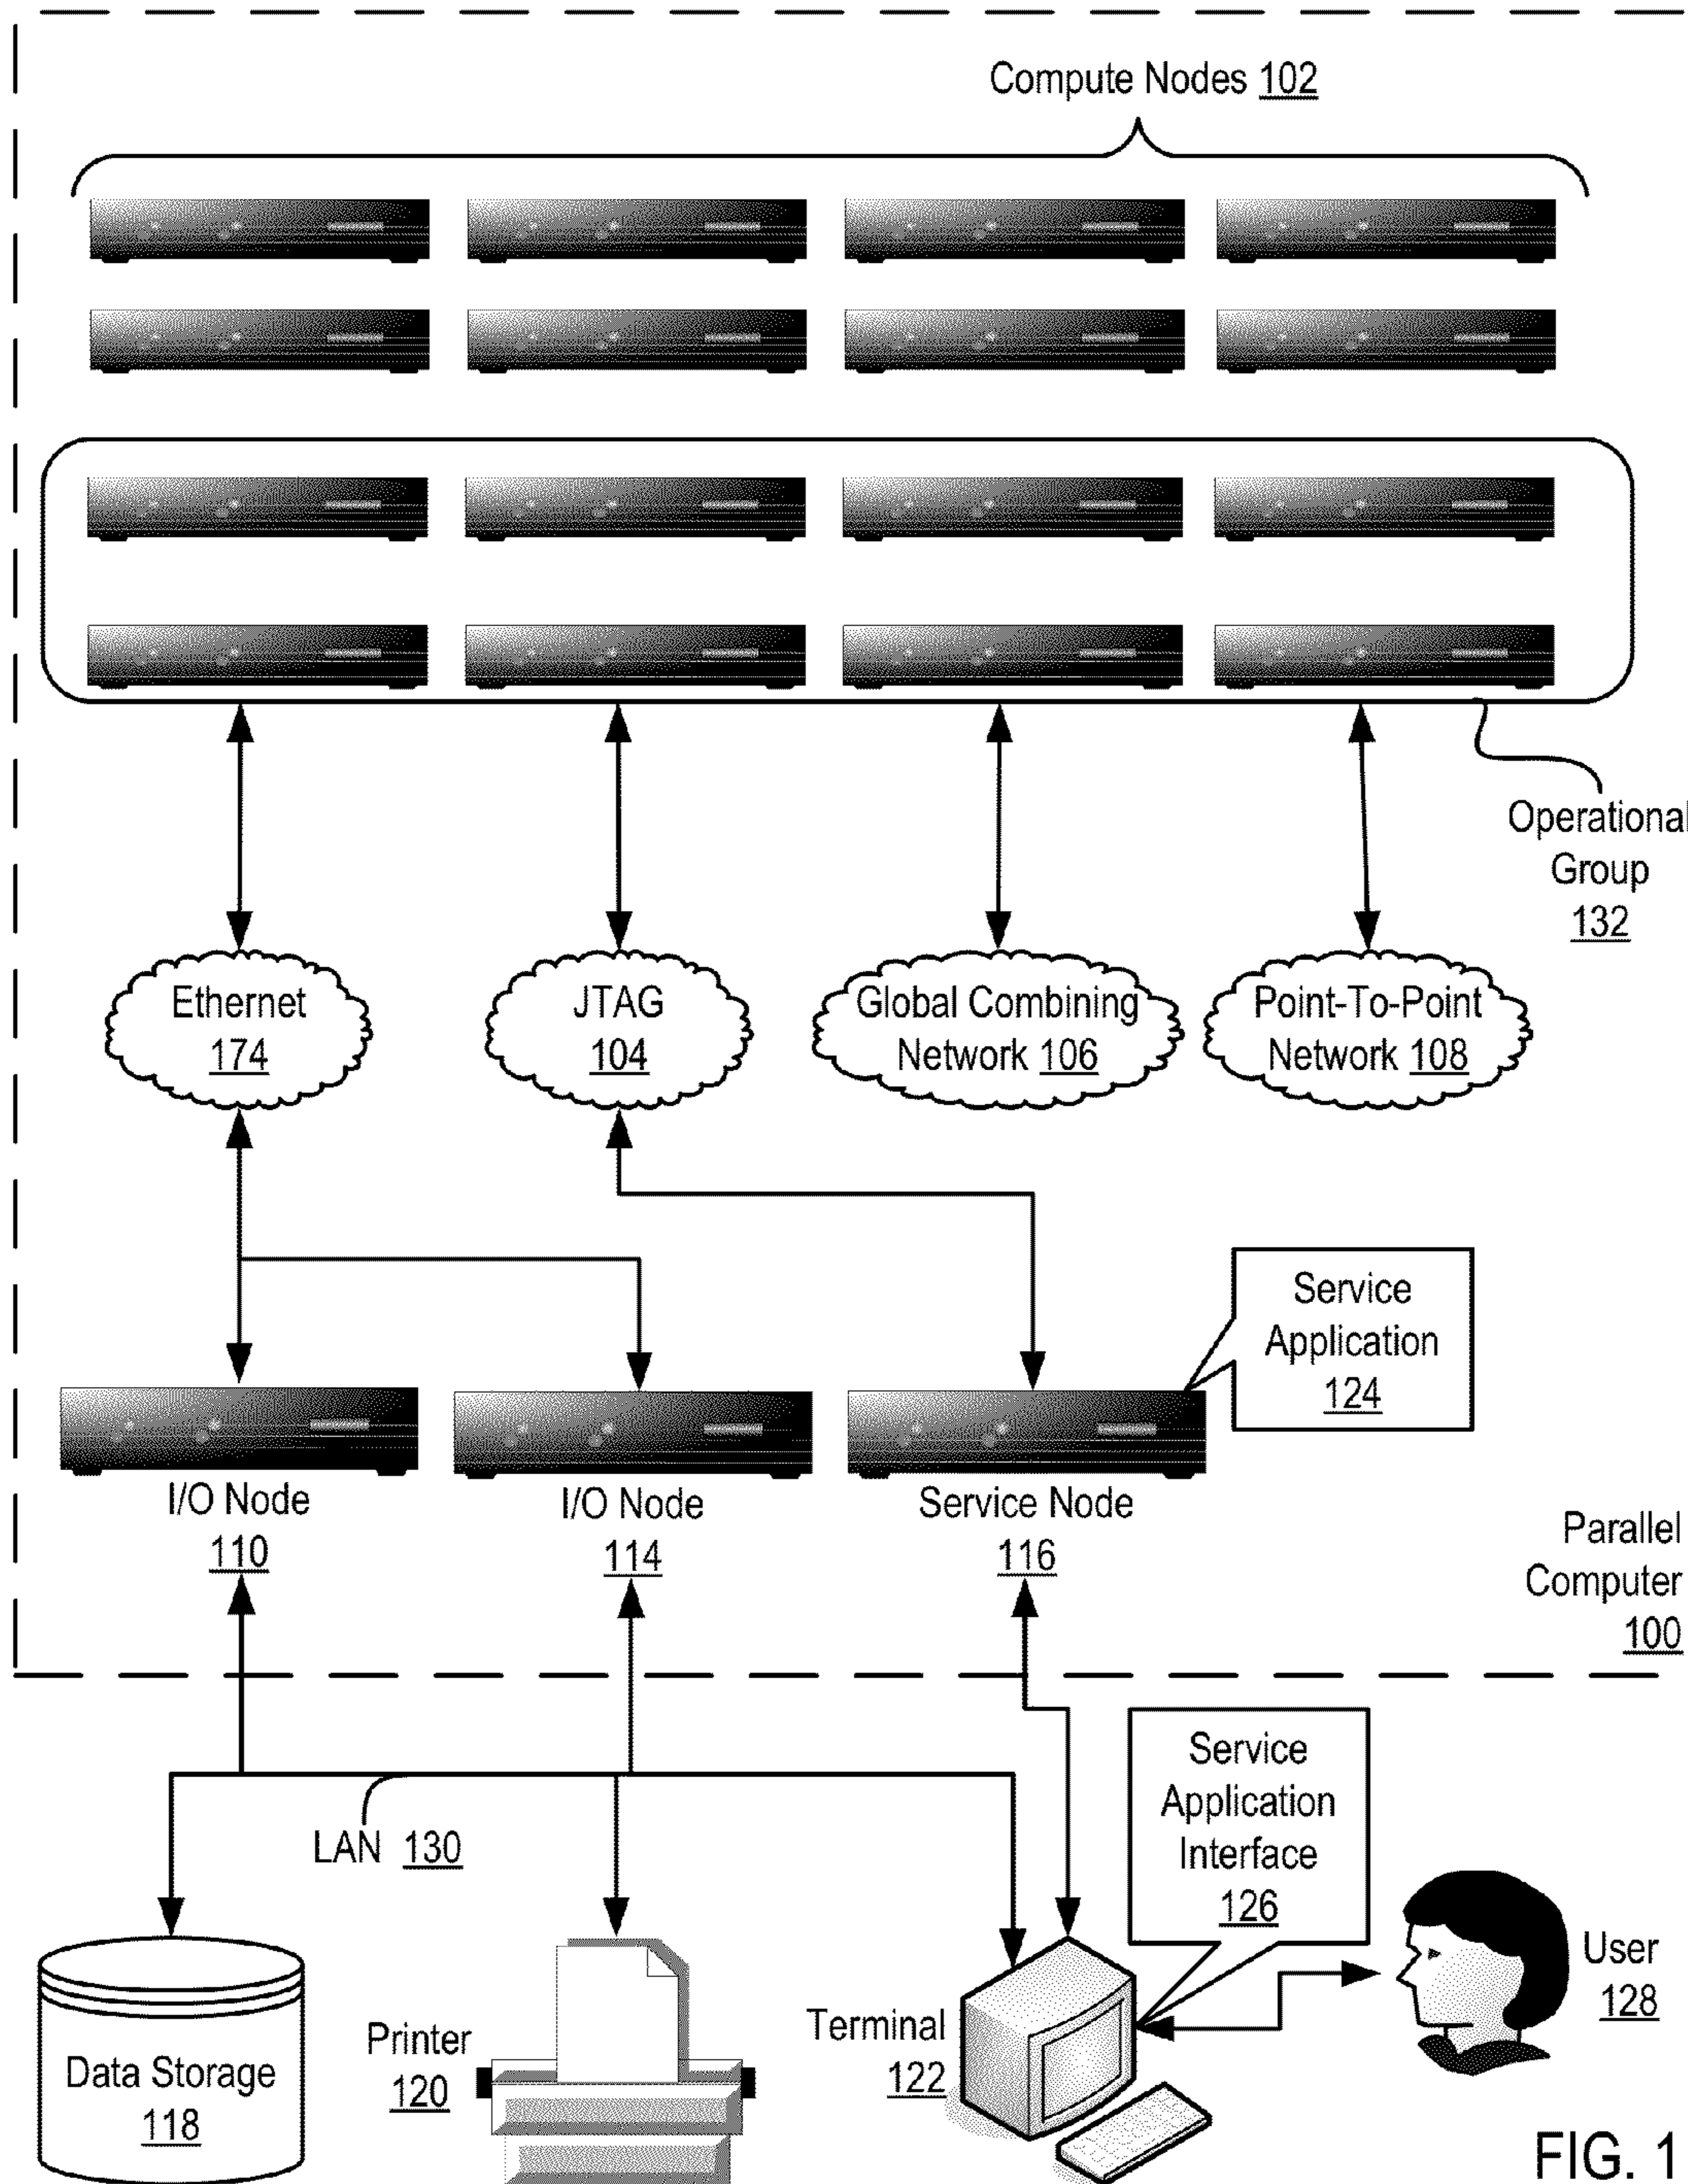 Compute Nodes 102
Operational
Group
132
Ethernet
174
JTAG
104
Global Combining
Network 106
Point-To-Point
Network 108
Service
Application
124
I/O Node
110
I/O Node
114
Service Node
116
Parallel
Computer
100
LAN 130
Service
Application
Interface
126
Data Storage
118
Printer
120
Terminal
122
User
128
FIG. 1